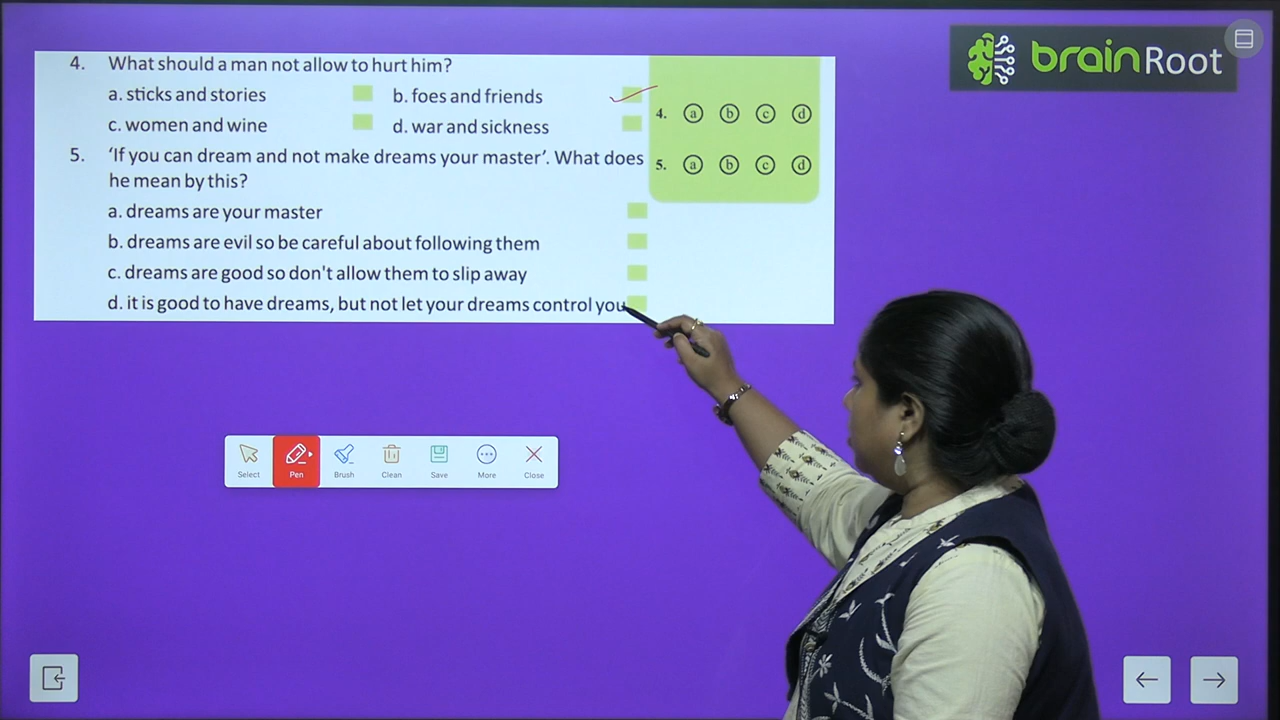 brainRoot
4. What should a man not allow to hurt him?
a. sticks and stories b. foes and friends
c. women and wine d. war and sickness
4. a b c d
5. 'If you can dream and not make dreams your master'. What does
he mean by this?
5. a b c d
a. dreams are your master
b. dreams are evil so be careful about following them
c. dreams are good so don't allow them to slip away
d. it is good to have dreams, but not let your dreams control you
Select Pen Brush Clean Save More Close